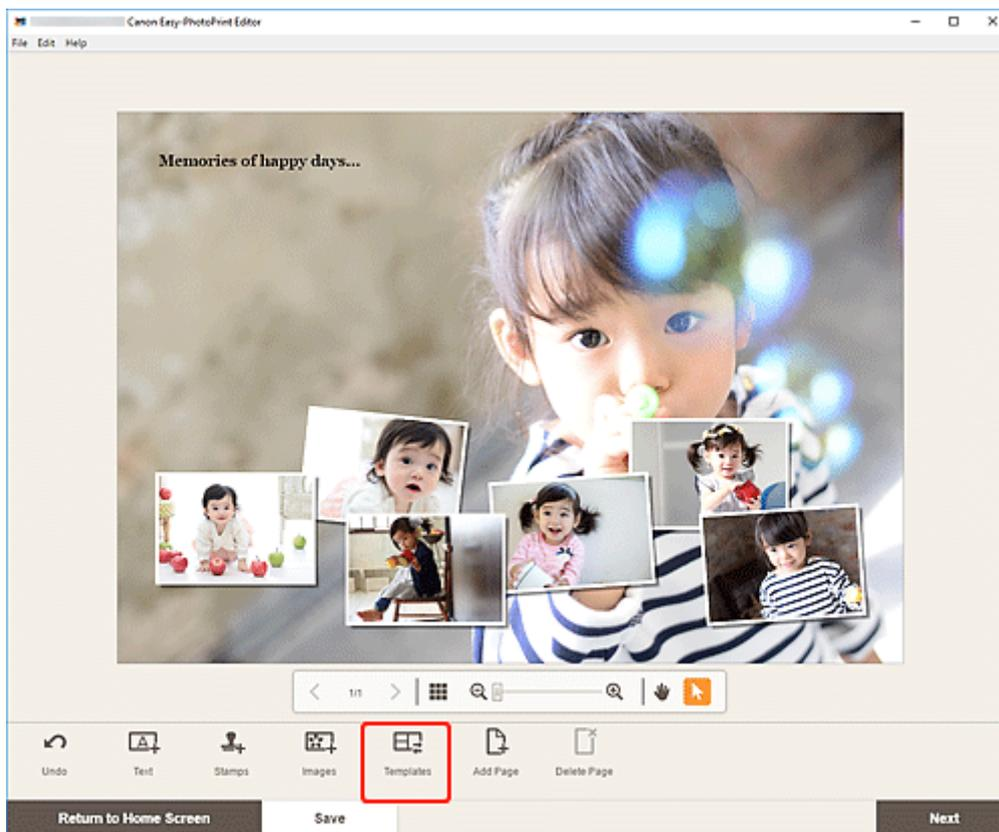 Canon Easy-PhotoPrint Editor
File Edit Help
Memories of happy days...
1/1
Undo Text Stamps Images Templates Add Page Delete Page
Return to Home Screen Save Next